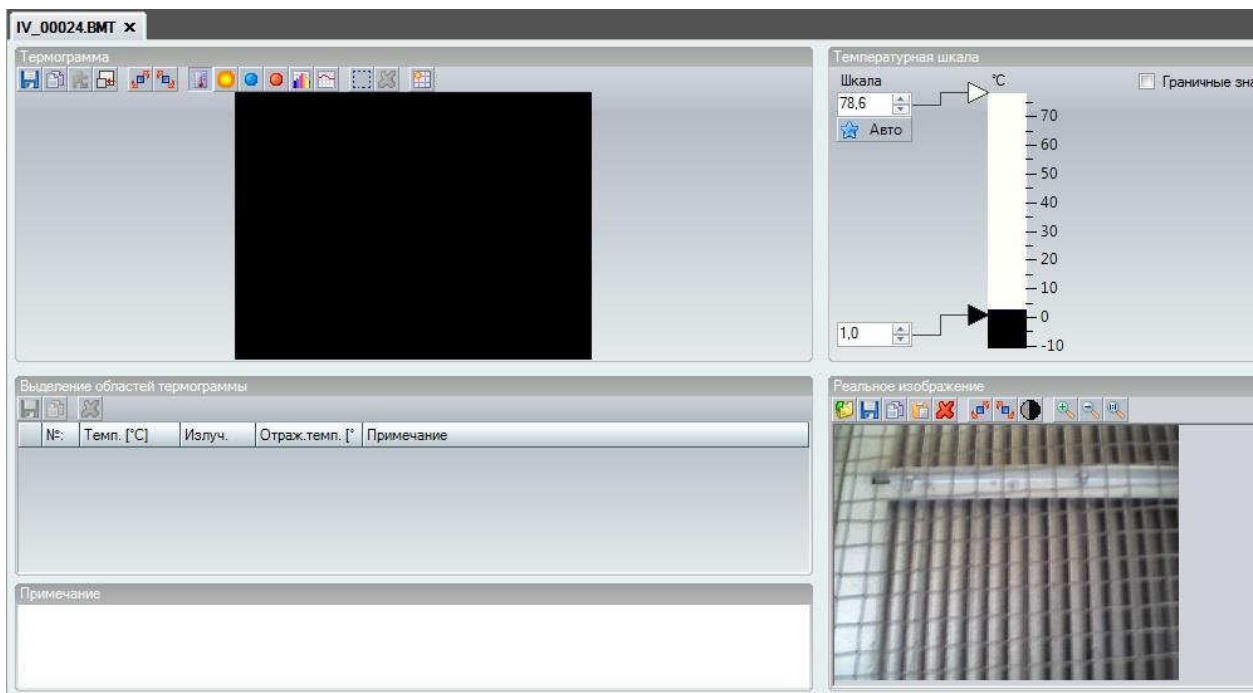 IV_00024.BMT
Термограмма
Температурная шкала
Шкала
°C
Граничные зна
78,6
Авто
70
60
50
40
30
20
10
0
-10
1,0
Выделение областей термограммы
№:
Темп. [°C]
Излуч.
Отраж.темп. [°
Примечание
Реальное изображение
Примечание